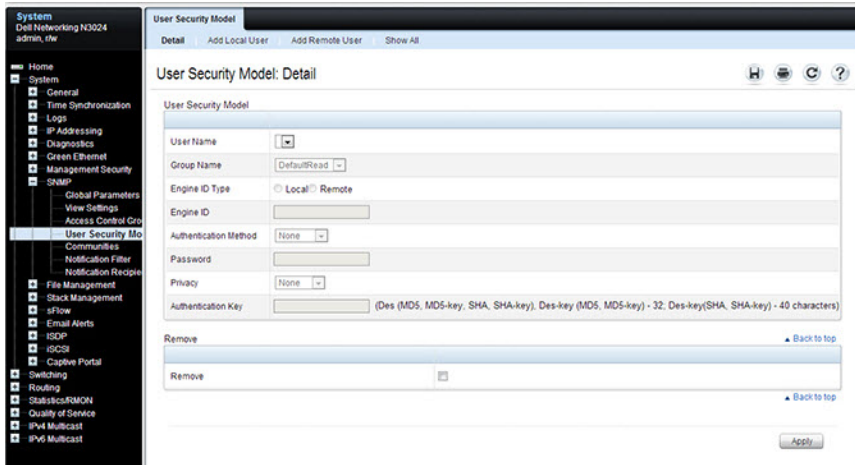 System
Dell Networking N3024
admin, r/w
Home
System
General
Time Synchronization
Logs
IP Addressing
Diagnostics
Green Ethernet
Management Security
SNMP
Global Parameters
View Settings
Access Control Gro
User Security Mo
Communities
Notification Filter
Notification Recipie
File Management
Stack Management
sFlow
Email Alerts
ISDP
iSCSI
Captive Portal
Switching
Routing
Statistics/RMON
Quality of Service
IPv4 Multicast
IPv6 Multicast
User Security Model
Detail Add Local User Add Remote User Show All
User Security Model: Detail
User Security Model
User Name
Group Name DefaultRead
Engine ID Type Local Remote
Engine ID
Authentication Method None
Password
Privacy None
Authentication Key (Des (MD5, MD5-key, SHA, SHA-key), Des-key (MD5, MD5-key) - 32, Des-key(SHA, SHA-key) - 40 characters)
Remove Back to top
Remove
Back to top
Apply